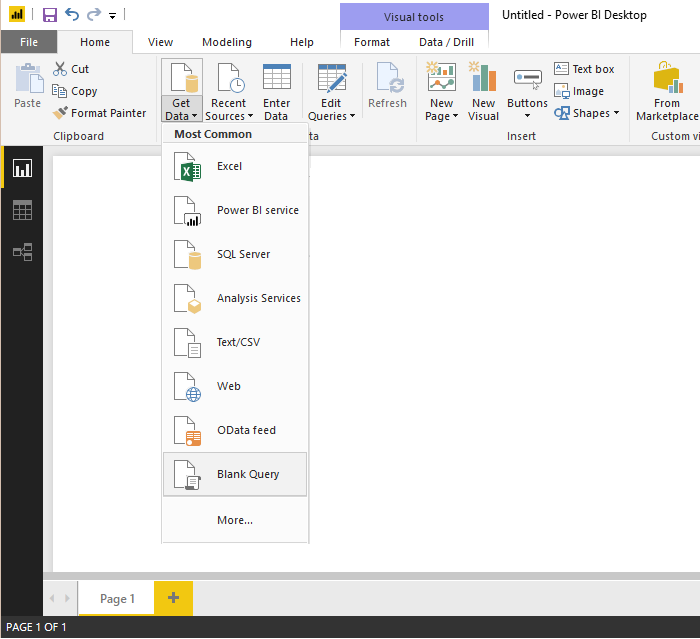 Visual tools
Untitled - Power BI Desktop
File
Home
View
Modeling
Help
Format
Data / Drill
Paste
Cut
Copy
Format Painter
Clipboard
Get
Data
Recent
Sources
Enter
Data
Edit
Queries
Refresh
New
Page
New
Visual
Buttons
Text box
Image
Shapes
Insert
From
Marketplace
Custom vi
ta
Most Common
Excel
Power BI service
SQL Server
Analysis Services
Text/CSV
Web
OData feed
Blank Query
More...
Page 1
PAGE 1 OF 1